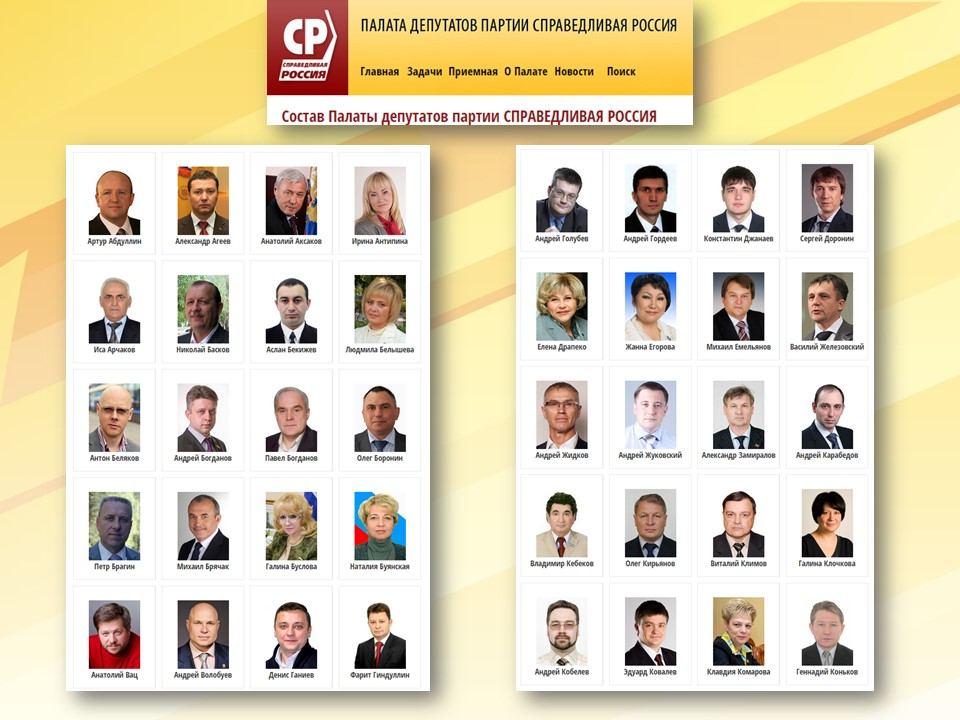 СР
СПРАВЕДЛИВАЯ
РОССИЯ
ПАЛАТА ДЕПУТАТОВ ПАРТИИ СПРАВЕДЛИВАЯ РОССИЯ
Главная Задачи Приемная О Палате Новости Поиск
Состав Палаты депутатов партии СПРАВЕДЛИВАЯ РОССИЯ
Артур Абдуллин Александр Агеев Анатолий Аксаков Ирина Антипина
Иса Арчаков Николай Басков Аслан Бекижев Людмила Белышева
Антон Беляков Андрей Богданов Павел Богданов Олег Боронин
Петр Брагин Михаил Брячак Галина Буслова Наталия Буянская
Анатолий Вац Андрей Волобуев Денис Ганиев Фарит Гиндуллин
Андрей Голубев Андрей Гордеев Константин Джанаев Сергей Доронин
Елена Драпеко Жанна Егорова Михаил Емельянов Василий Железовский
Андрей Жидков Андрей Жуковский Александр Замиралов Андрей Карабедов
Владимир Кебеков Олег Кирьянов Виталий Климов Галина Клочкова
Андрей Кобелев Эдуард Ковалев Клавдия Комарова Геннадий Коньков